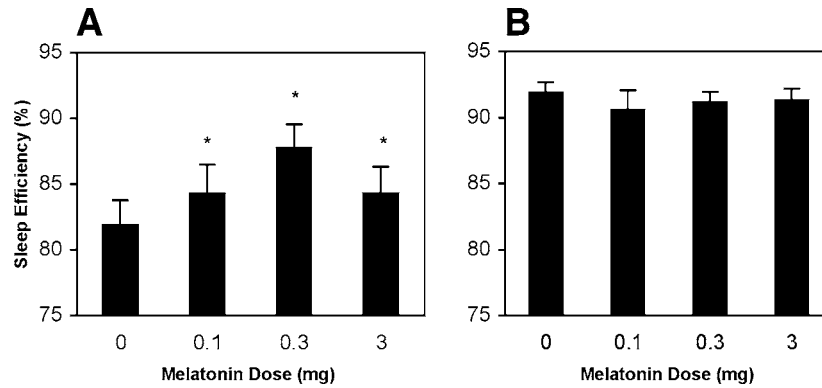 A
B
95
90
85
80
75
Sleep Efficiency (%)
*
*
*
0 0.1 0.3 3
Melatonin Dose (mg)
95
90
85
80
75
0 0.1 0.3 3
Melatonin Dose (mg)